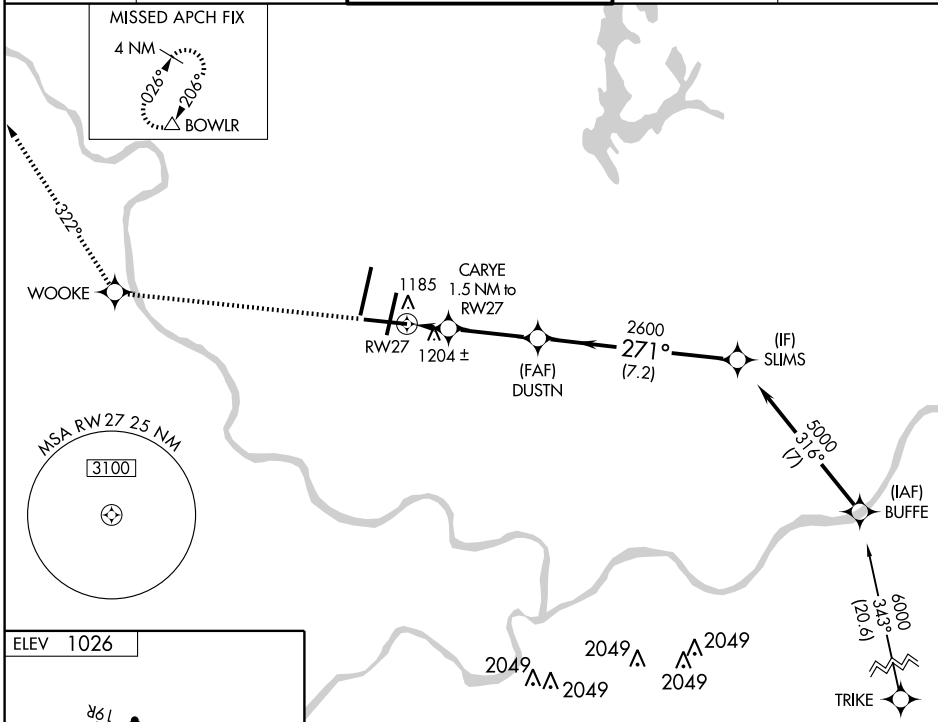 MISSED APCH FIX
4 NM
026°
206°
BOWLR
322°
WOOKE
1185
CARYE
1.5 NM to
RW27
RW27
1204 ±
(FAF)
DUSTN
2600
271°
(7.2)
(IF)
SLIMS
MSA RW 27 25 NM
3100
5000
316°
(7)
(IAF)
BUFFE
6000
343°
(20.6)
TRIKE
2049
2049
2049
2049
2049
ELEV 1026
19R